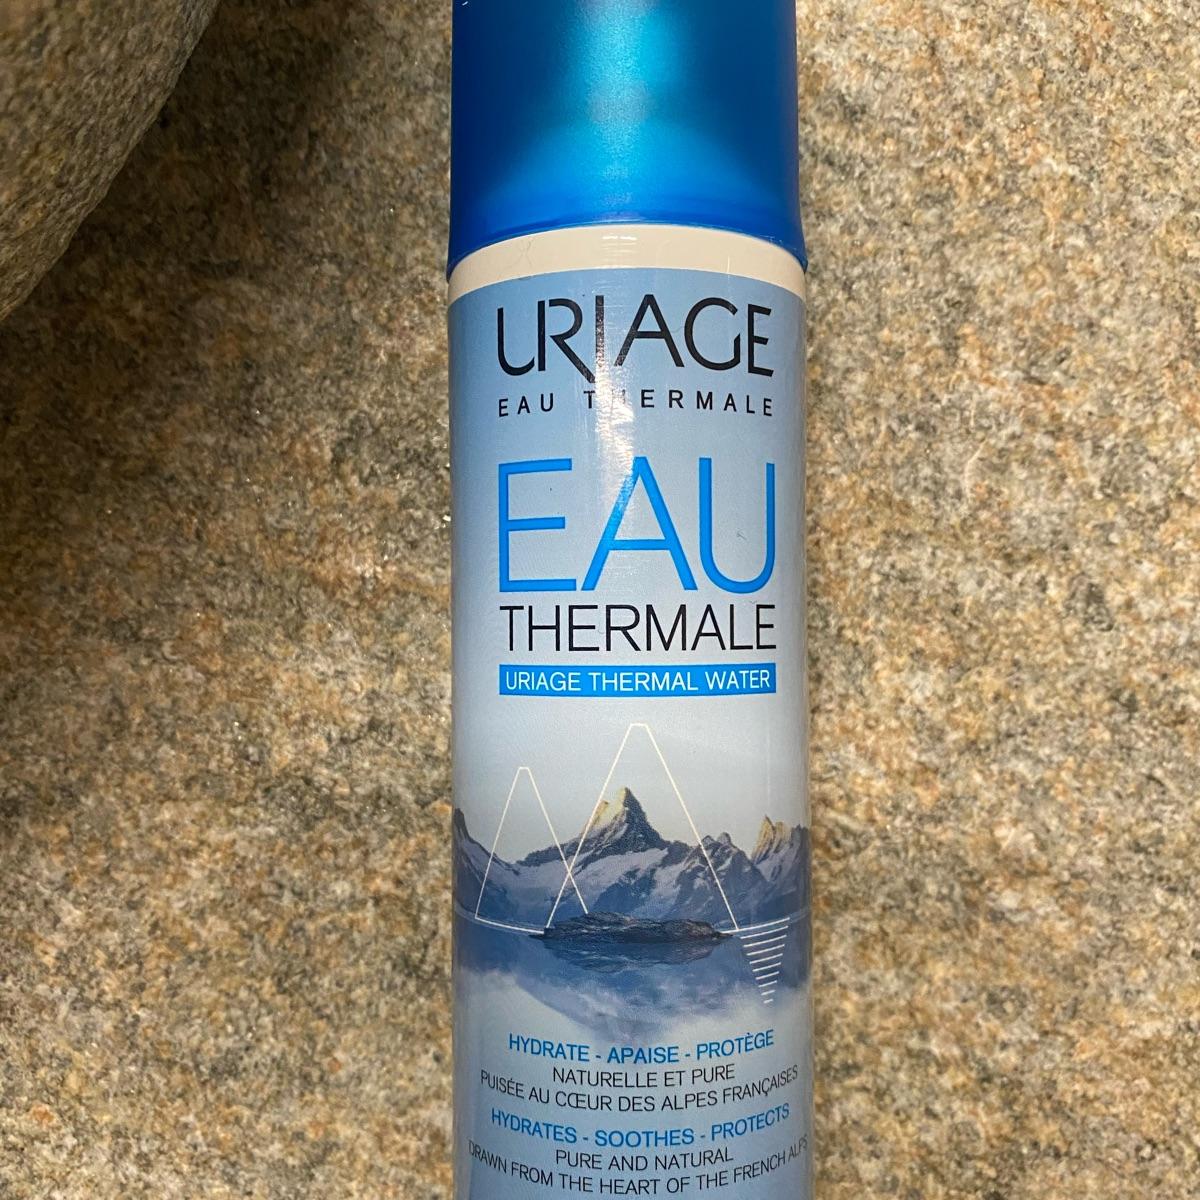 URIAGE
EAU THERMALE
EAU
THERMALE
URIAGE THERMAL WATER
HYDRATE - APAISE - PROTÈGE
NATURELLE ET PURE
PUISÉE AU CŒUR DES ALPES FRANÇAISES
HYDRATES - SOOTHES - PROTECTS
PURE AND NATURAL
DRAWN FROM THE HEART OF THE FRENCH ALPS